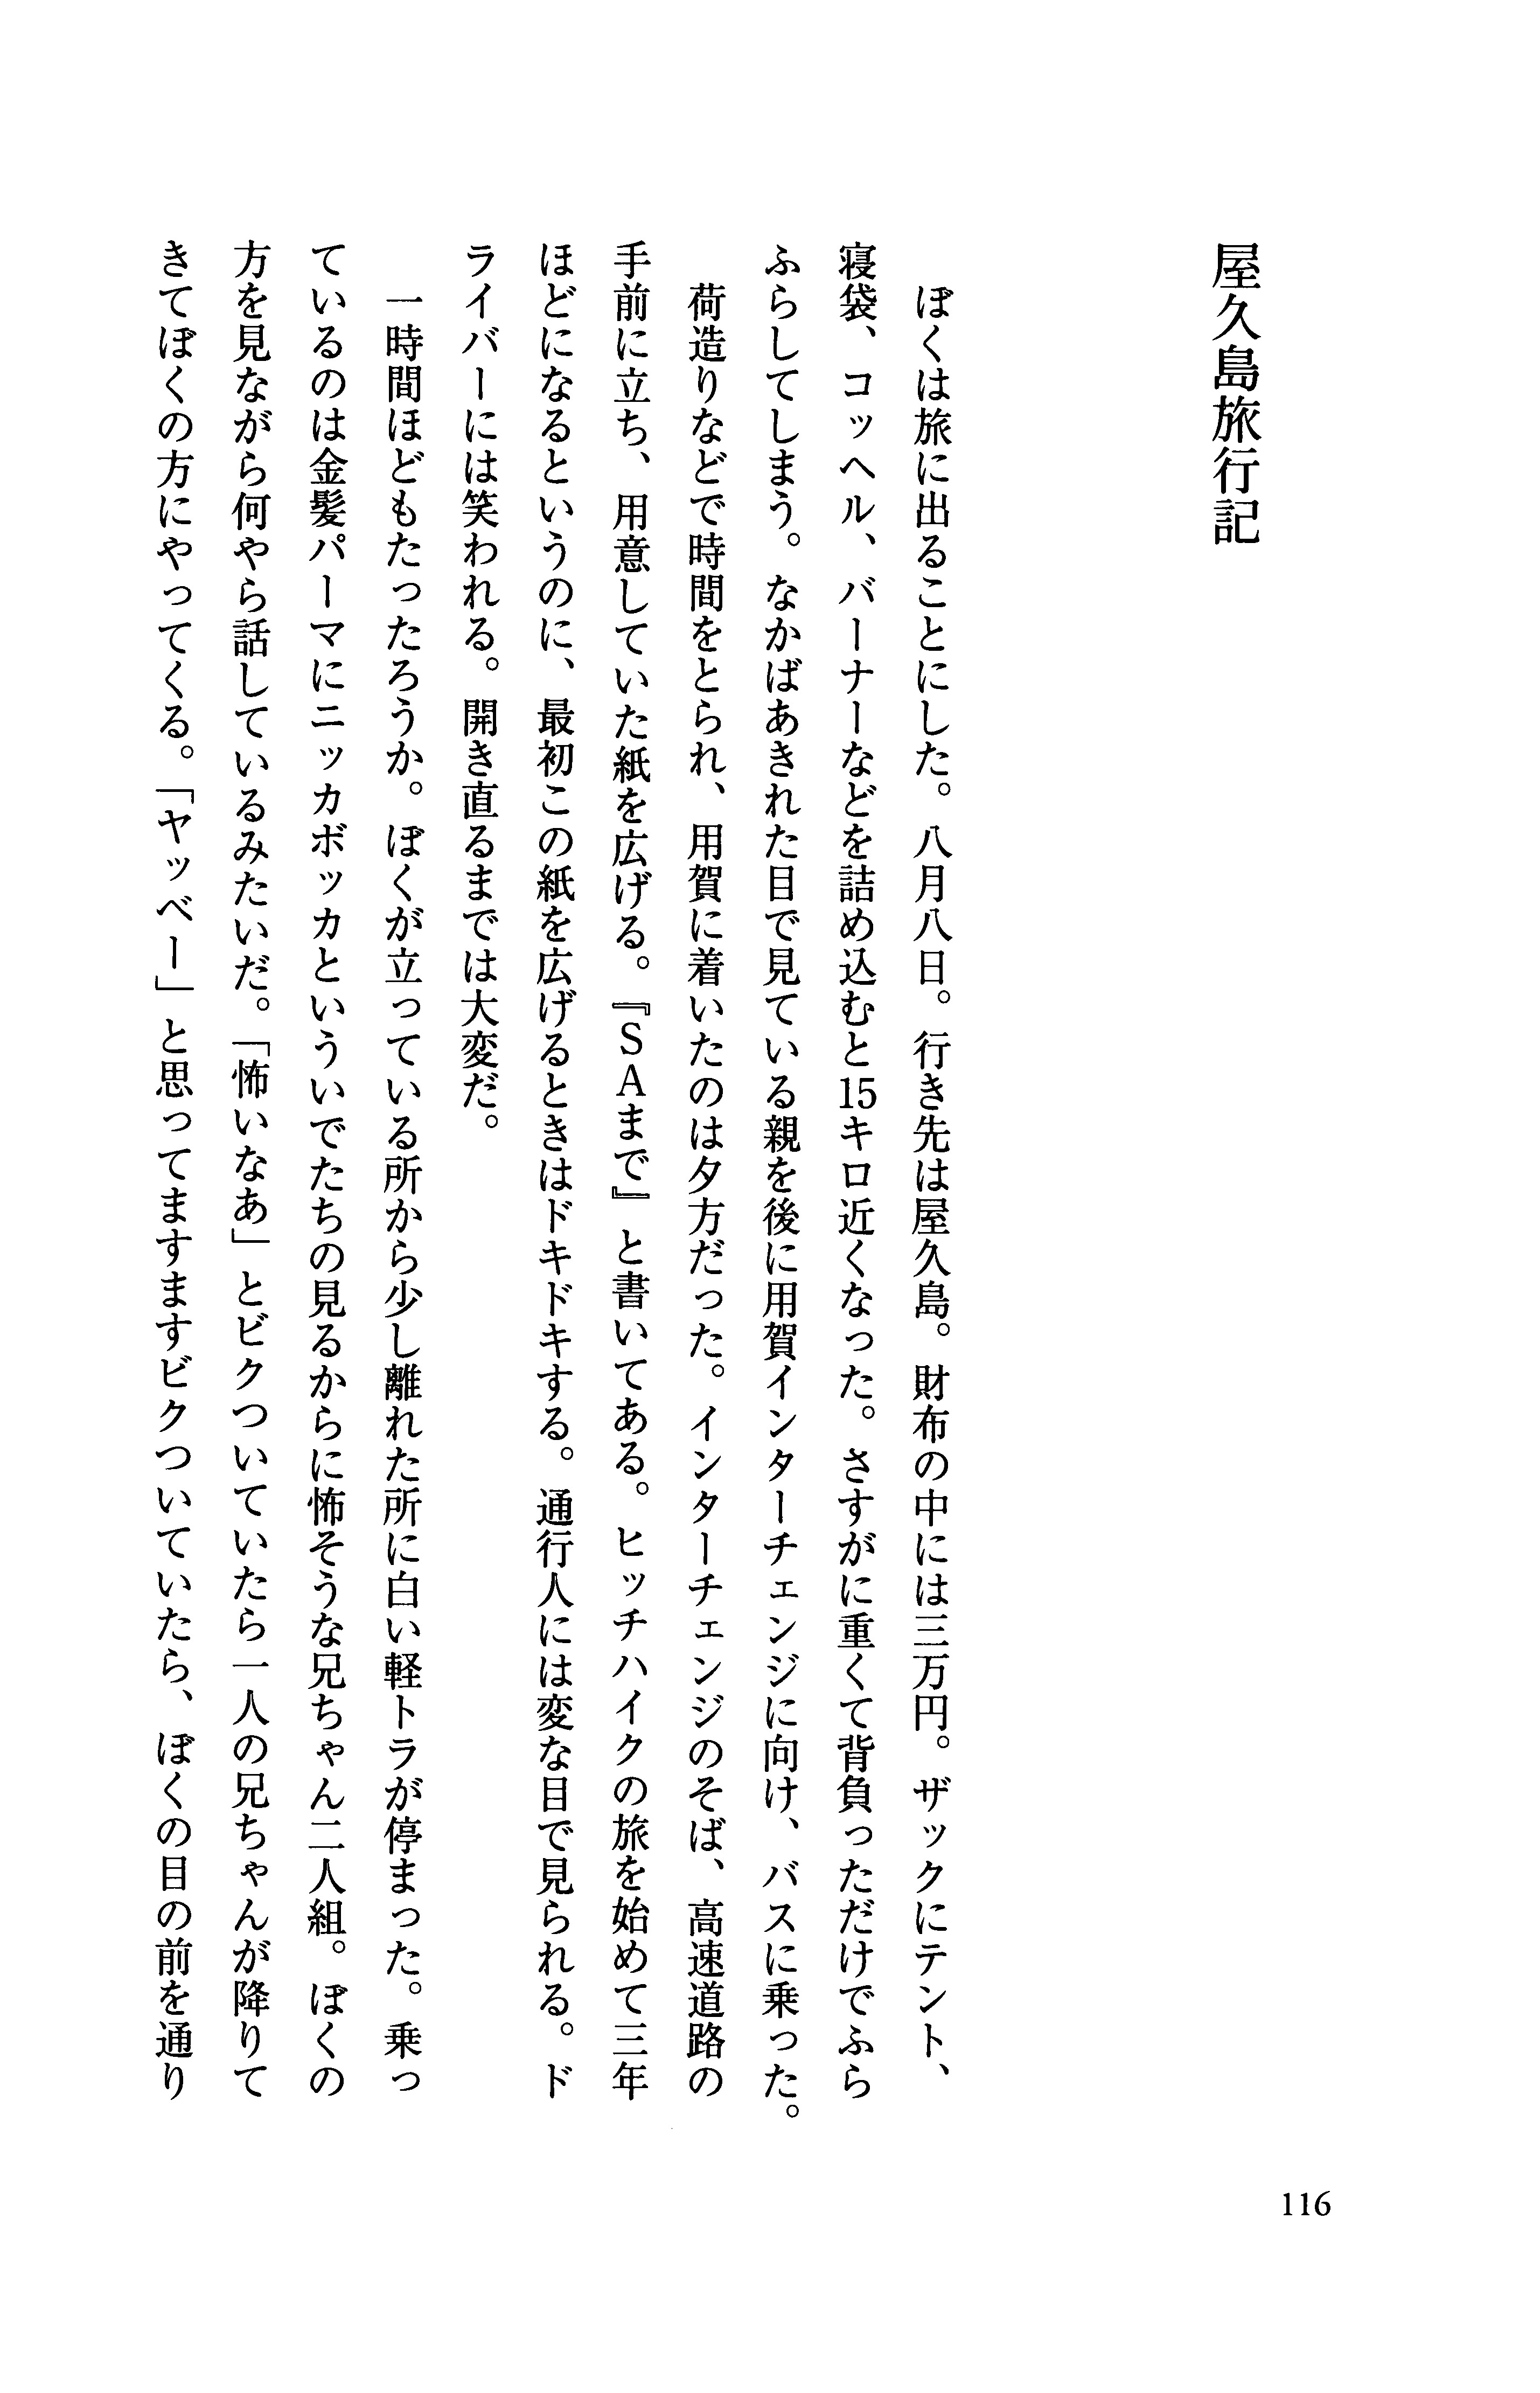 屋久島旅行記
　ぼくは旅に出ることにした。八月八日。行き先は屋久島。財布の中には三万円。ザックにテント、
寝袋、コッヘル、バーナーなどを詰め込むと15キロ近くなった。さすがに重くて背負っただけでふら
ふらしてしまう。なかばあきれた目で見ている親を後に用賀インターチェンジに向け、バスに乗った。
　荷造りなどで時間をとられ、用賀に着いたのは夕方だった。インターチェンジのそば、高速道路の
手前に立ち、用意していた紙を広げる。『ＳＡまで』と書いてある。ヒッチハイクの旅を始めて三年
ほどになるというのに、最初この紙を広げるときはドキドキする。通行人には変な目で見られる。ド
ライバーには笑われる。開き直るまでは大変だ。
　一時間ほどもたったろうか。ぼくが立っている所から少し離れた所に白い軽トラが停まった。乗っ
ているのは金髪パーマにニッカボッカといういでたちの見るからに怖そうな兄ちゃん二人組。ぼくの
方を見ながら何やら話しているみたいだ。「怖いなあ」とビクついていたら一人の兄ちゃんが降りて
きてぼくの方にやってくる。「ヤッベー」と思ってますますビクついていたら、ぼくの目の前を通り
116